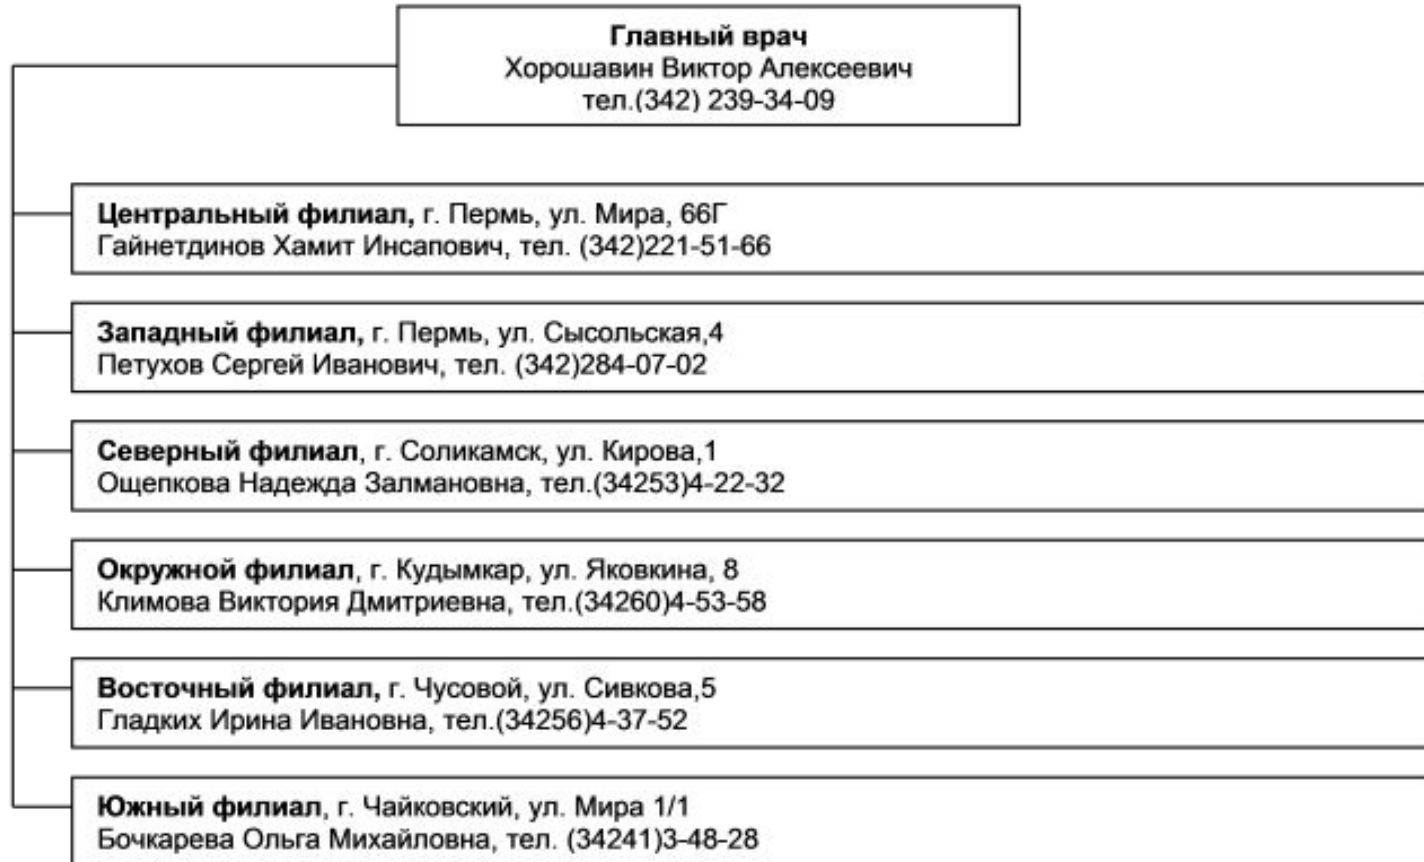 Главный врач
Хорошавин Виктор Алексеевич
тел.(342) 239-34-09
Центральный филиал, г. Пермь, ул. Мира, 66Г
Гайнетдинов Хамит Инсапович, тел. (342)221-51-66
Западный филиал, г. Пермь, ул. Сысольская,4
Петухов Сергей Иванович, тел. (342)284-07-02
Северный филиал, г. Соликамск, ул. Кирова,1
Ощепкова Надежда Залмановна, тел.(34253)4-22-32
Окружной филиал, г. Кудымкар, ул. Яковкина, 8
Климова Виктория Дмитриевна, тел.(34260)4-53-58
Восточный филиал, г. Чусовой, ул. Сивкова,5
Гладких Ирина Ивановна, тел.(34256)4-37-52
Южный филиал, г. Чайковский, ул. Мира 1/1
Бочкарева Ольга Михайловна, тел. (34241)3-48-28